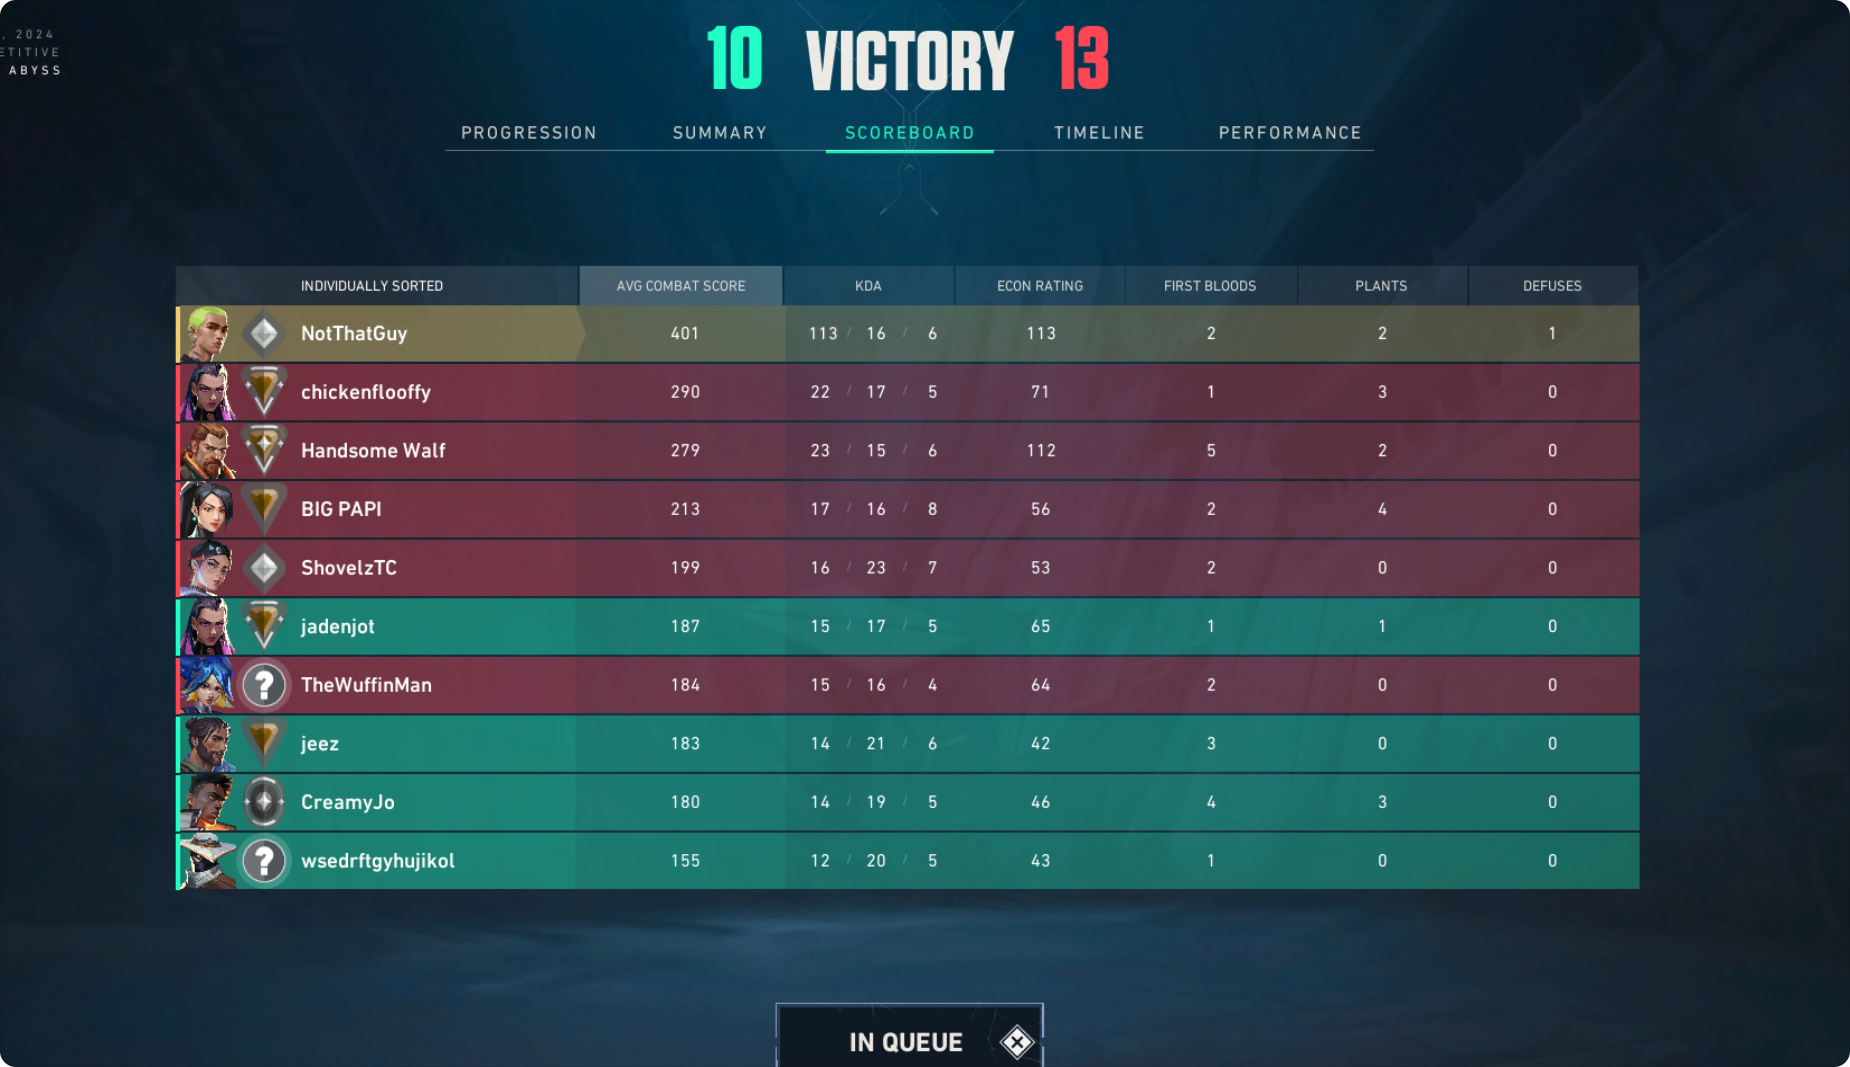 , 2024
ETITIVE
ABYSS
10 VICTORY 13
PROGRESSION SUMMARY SCOREBOARD TIMELINE PERFORMANCE
INDIVIDUALLY SORTED AVG COMBAT SCORE KDA ECON RATING FIRST BLOODS PLANTS DEFUSES
NotThatGuy 401 113 / 16 / 6 113 2 2 1
chickenflooffy 290 22 / 17 / 5 71 1 3 0
Handsome Walf 279 23 / 15 / 6 112 5 2 0
BIG PAPI 213 17 / 16 / 8 56 2 4 0
ShovelzTC 199 16 / 23 / 7 53 2 0 0
jadenjot 187 15 / 17 / 5 65 1 1 0
? TheWuffinMan 184 15 / 16 / 4 64 2 0 0
jeez 183 14 / 21 / 6 42 3 0 0
CreamyJo 180 14 / 19 / 5 46 4 3 0
? wsedrftgyhujikol 155 12 / 20 / 5 43 1 0 0
IN QUEUE